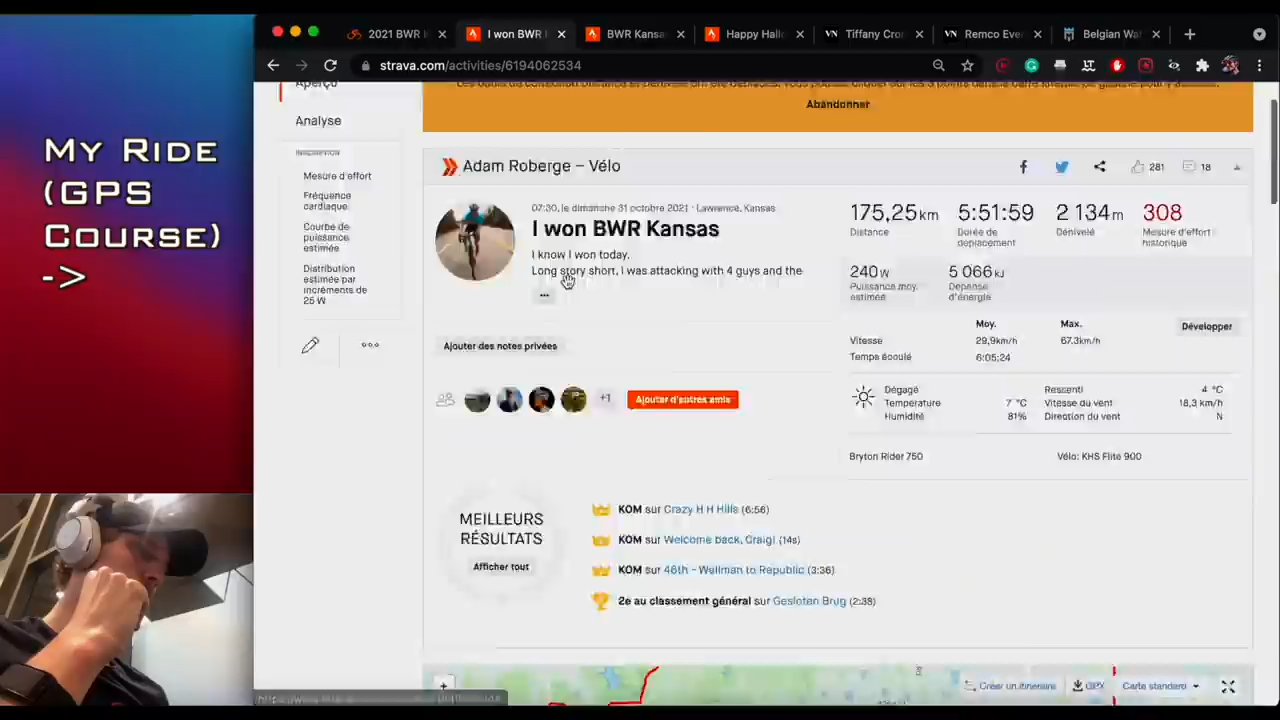 2021 BWR
I won BWR
BWR Kansa
Happy Hall
Tiffany Cro
Remco Eve
Belgian Wa
strava.com/activities/6194062534
MY RIDE
(GPS
COURSE)
->
Aperçu
Analyse
Mesure d'effort
Fréquence
cardiaque
Courbe de
puissance
estimée
Distribution
estimée par
incréments de
25 W
Abandonner
Adam Roberge – Vélo
281
18
07:30, le dimanche 31 octobre 2021 · Lawrence, Kansas
I won BWR Kansas
I know I won today.
Long story short, I was attacking with 4 guys and the
Ajouter des notes privées
+1
Ajouter d'autres amis
175,25km
Distance
5:51:59
Durée de
déplacement
2 134m
Dénivelé
308
Mesure d'effort
historique
240W
Puissance moy.
estimée
5 066kJ
Dépense
d'énergie
Moy.
Max.
Développer
Vitesse
29,9km/h
67.3km/h
Temps écoulé
6:05:24
Dégagé
Température
7 °C
Humidité
81%
Ressenti
4 °C
Vitesse du vent
18,3 km/h
Direction du vent
N
Bryton Rider 750
Vélo: KHS Flite 900
MEILLEURS
RÉSULTATS
Afficher tout
KOM sur Crazy H H Hills (6:56)
KOM sur Welcome back, Craig! (14s)
KOM sur 46th - Wellman to Republic (3:36)
2e au classement général sur Gesloten Brug (2:38)
Créer un itinéraire
GPX
Carte standard